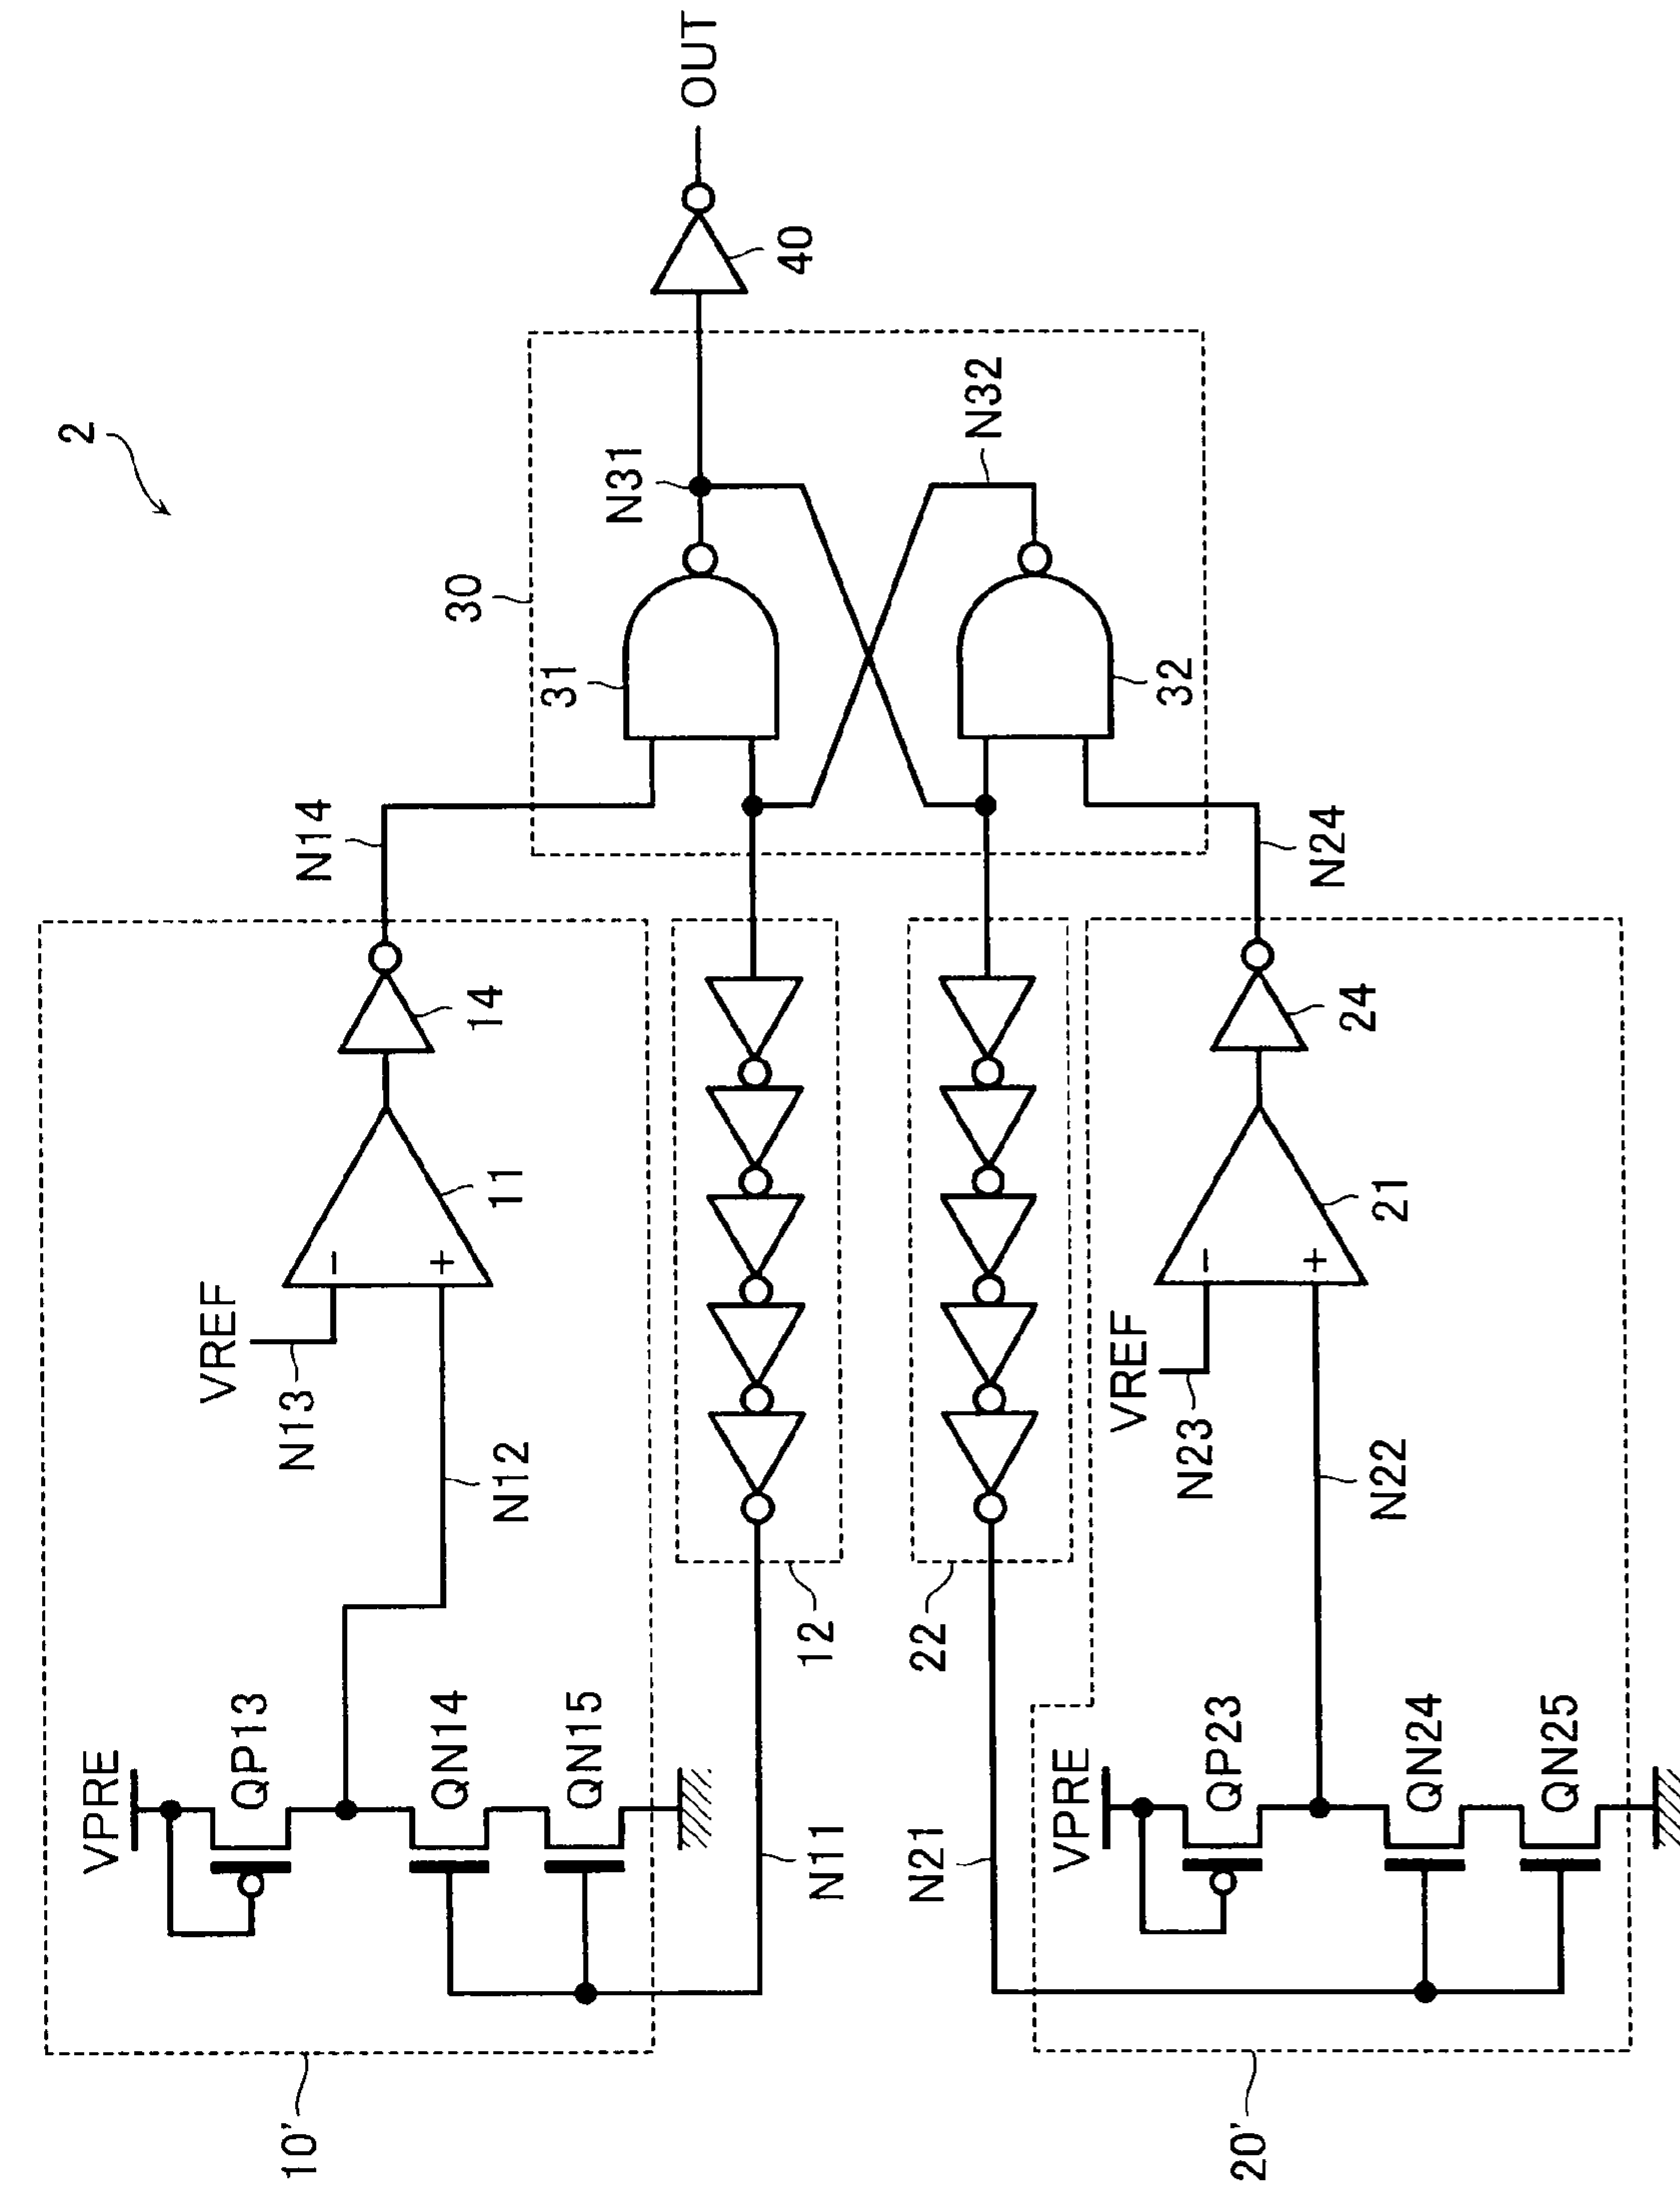 2
10'
VPRE
QP13
QN14
QN15
N12
VREF
N13
-
+
11
14
N14
N11
12
30
31
N31
40
OUT
N32
32
N21
22
20'
VPRE
QP23
QN24
QN25
N22
VREF
N23
-
+
21
24
N24